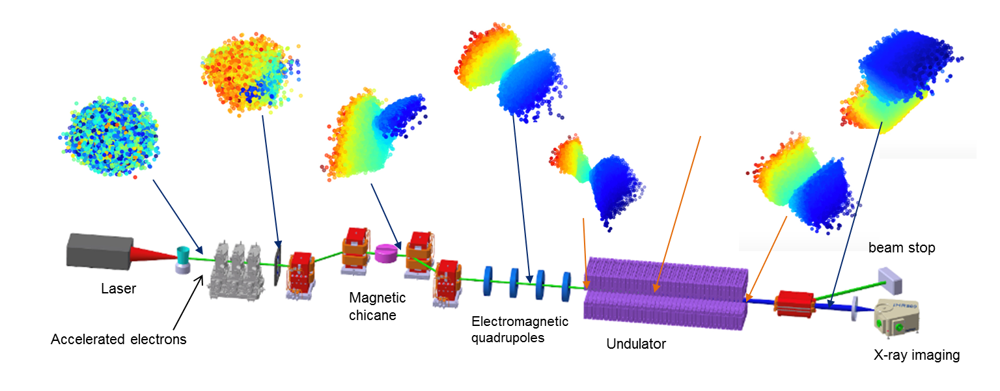 beam stop
Laser
Magnetic
chicane
Electromagnetic
quadrupoles
Accelerated electrons
Undulator
X-ray imaging